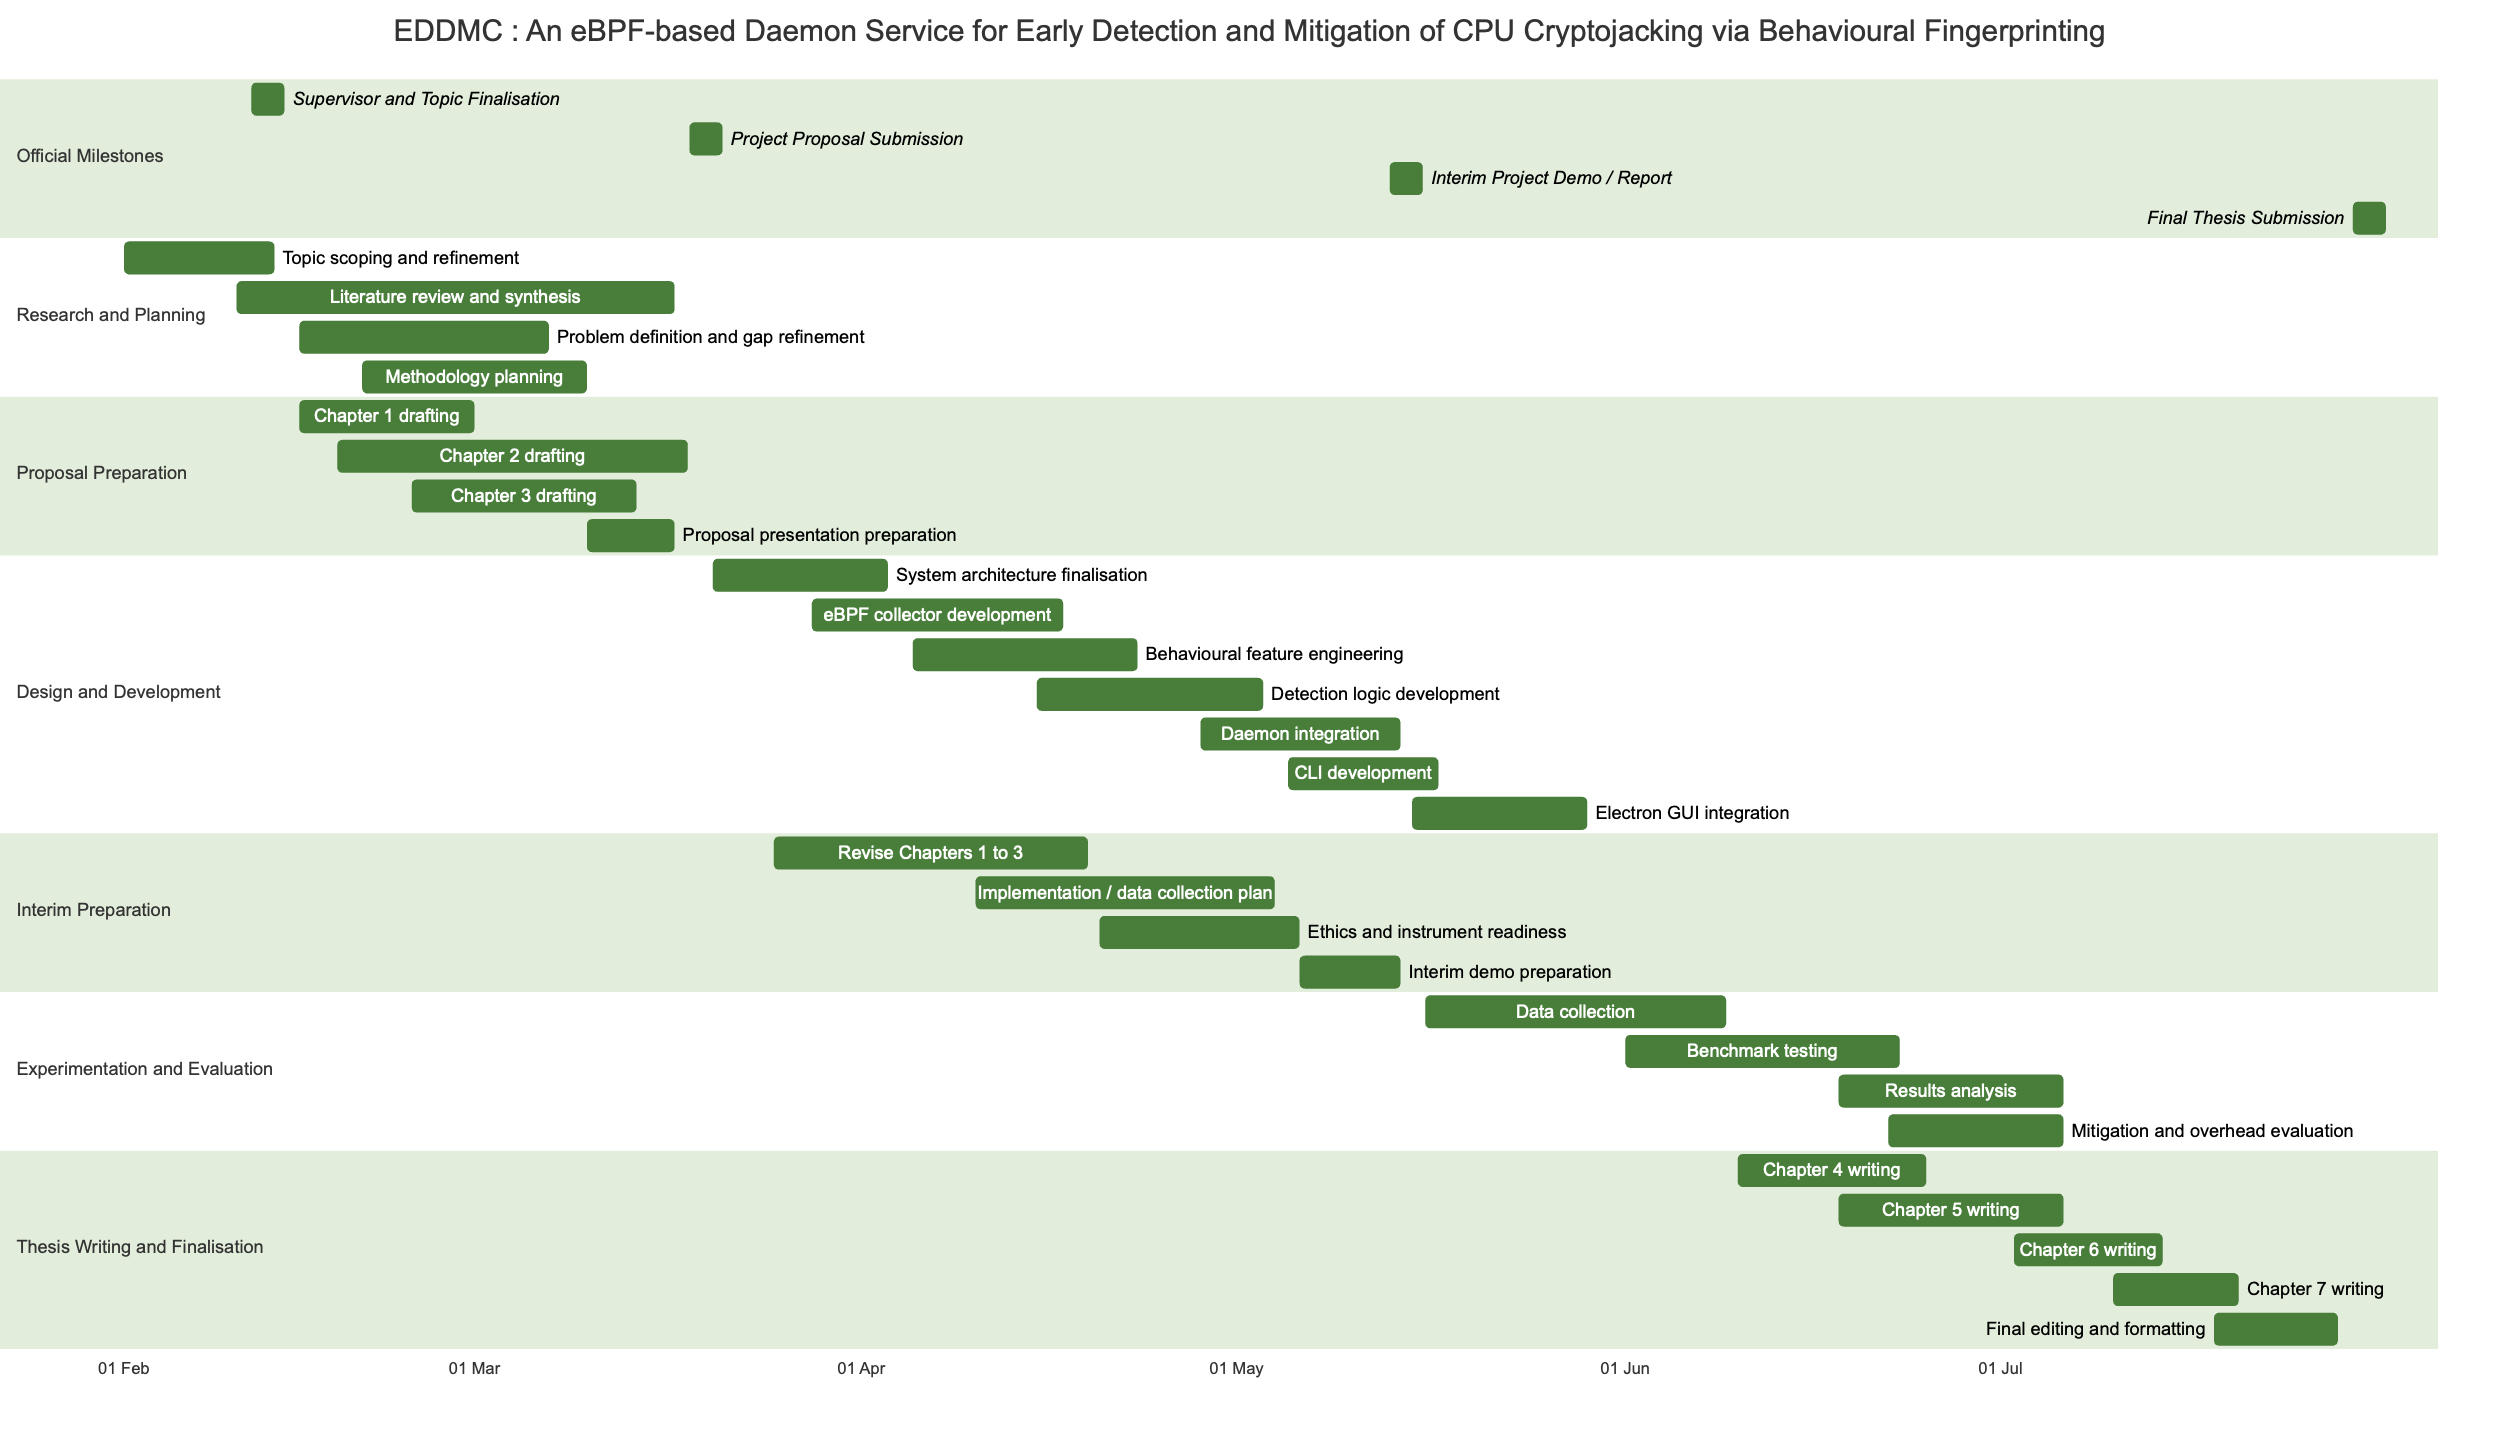 EDDMC : An eBPF-based Daemon Service for Early Detection and Mitigation of CPU Cryptojacking via Behavioural Fingerprinting
Official Milestones
Supervisor and Topic Finalisation
Project Proposal Submission
Interim Project Demo / Report
Final Thesis Submission
Research and Planning
Topic scoping and refinement
Literature review and synthesis
Problem definition and gap refinement
Methodology planning
Proposal Preparation
Chapter 1 drafting
Chapter 2 drafting
Chapter 3 drafting
Proposal presentation preparation
Design and Development
System architecture finalisation
eBPF collector development
Behavioural feature engineering
Detection logic development
Daemon integration
CLI development
Electron GUI integration
Interim Preparation
Revise Chapters 1 to 3
Implementation / data collection plan
Ethics and instrument readiness
Interim demo preparation
Experimentation and Evaluation
Data collection
Benchmark testing
Results analysis
Mitigation and overhead evaluation
Thesis Writing and Finalisation
Chapter 4 writing
Chapter 5 writing
Chapter 6 writing
Chapter 7 writing
Final editing and formatting
01 Feb
01 Mar
01 Apr
01 May
01 Jun
01 Jul